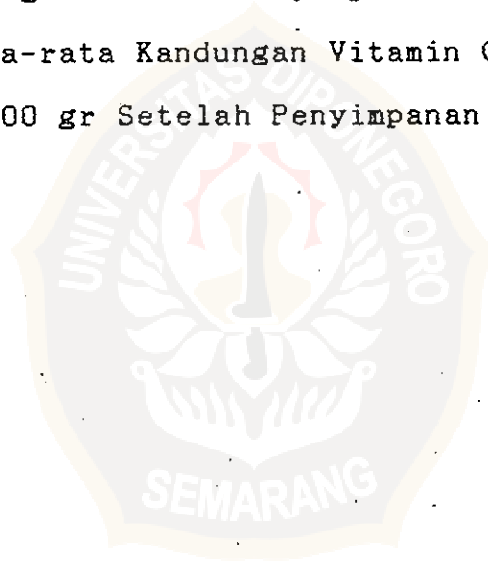 a-rata Kandungan Vitamin C
00 gr Setelah Penyimpanan
UNIVERSITAS DIPONEGORO
SEMARANG